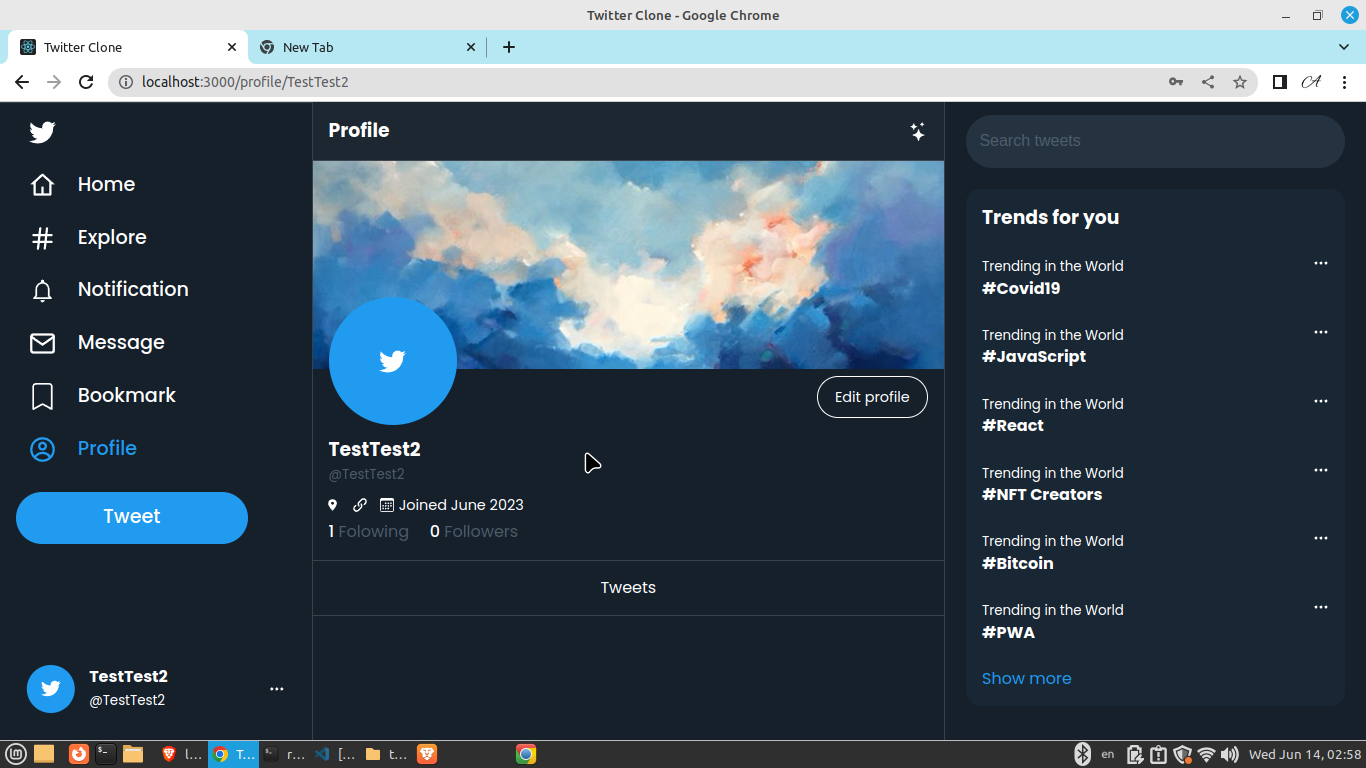 Twitter Clone - Google Chrome
Twitter Clone
New Tab
localhost:3000/profile/TestTest2
Home
Explore
Notification
Message
Bookmark
Profile
Tweet
TestTest2
@TestTest2
Profile
Edit profile
TestTest2
@TestTest2
Joined June 2023
1 Folowing 0 Followers
Tweets
Search tweets
Trends for you
Trending in the World
#Covid19
Trending in the World
#JavaScript
Trending in the World
#React
Trending in the World
#NFT Creators
Trending in the World
#Bitcoin
Trending in the World
#PWA
Show more
l... T... r... [... t... en Wed Jun 14, 02:58